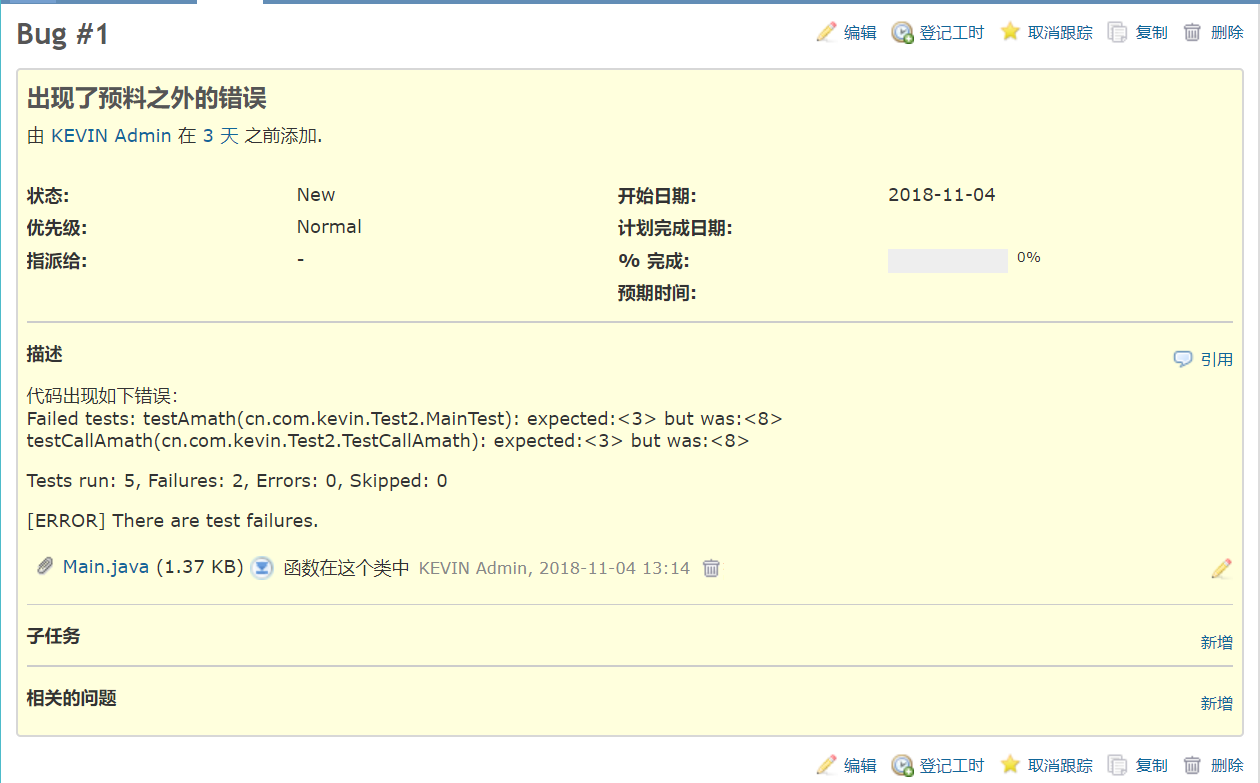 Bug #1
编辑 登记工时 取消跟踪 复制 删除
出现了预料之外的错误
由 KEVIN Admin 在 3 天 之前添加.
状态: New 开始日期: 2018-11-04
优先级: Normal 计划完成日期:
指派给: - % 完成: 0%
预期时间:
描述 引用
代码出现如下错误：
Failed tests: testAmath(cn.com.kevin.Test2.MainTest): expected:<3> but was:<8>
testCallAmath(cn.com.kevin.Test2.TestCallAmath): expected:<3> but was:<8>
Tests run: 5, Failures: 2, Errors: 0, Skipped: 0
[ERROR] There are test failures.
Main.java (1.37 KB) 函数在这个类中 KEVIN Admin, 2018-11-04 13:14
子任务 新增
相关的问题 新增
编辑 登记工时 取消跟踪 复制 删除